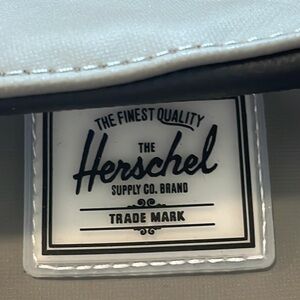 THE FINEST QUALITY
THE
Herschel
SUPPLY CO. BRAND
TRADE MARK